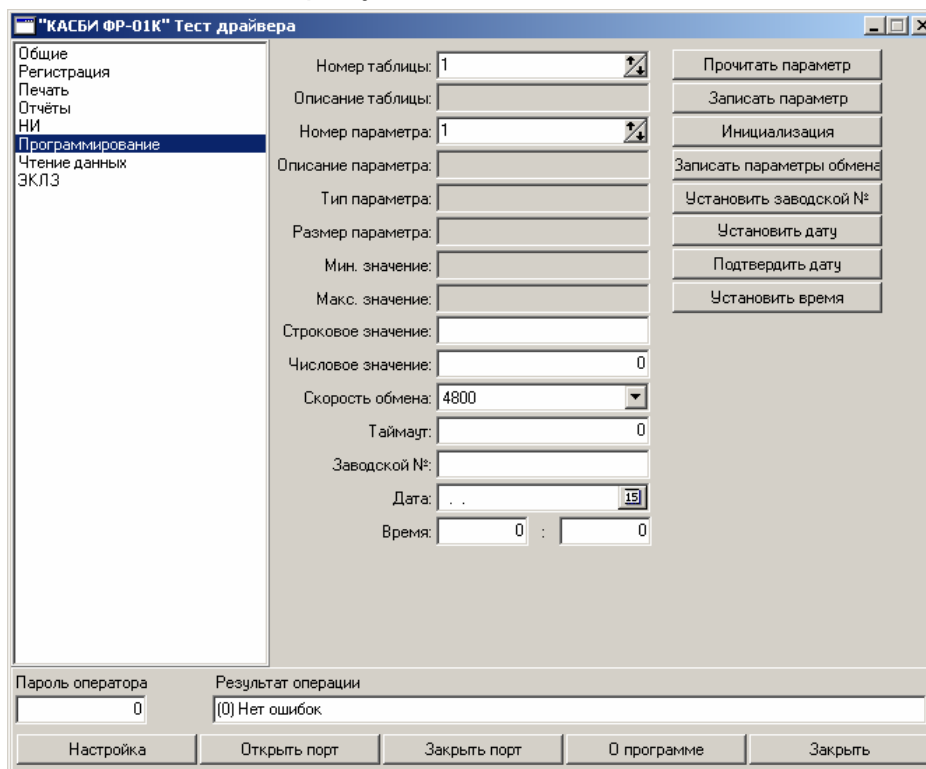 "КАСБИ ФР-01К" Тест драйвера
Общие
Регистрация
Печать
Отчёты
НИ
Программирование
Чтение данных
ЭКЛЗ
Номер таблицы: 1
Описание таблицы:
Номер параметра: 1
Описание параметра:
Тип параметра:
Размер параметра:
Мин. значение:
Макс. значение:
Строковое значение:
Числовое значение: 0
Скорость обмена: 4800
Таймаут: 0
Заводской №:
Дата: . . 15
Время: 0 : 0
Прочитать параметр
Записать параметр
Инициализация
Записать параметры обмена
Установить заводской №
Установить дату
Подтвердить дату
Установить время
Пароль оператора
0
Результат операции
(0) Нет ошибок
Настройка
Открыть порт
Закрыть порт
О программе
Закрыть